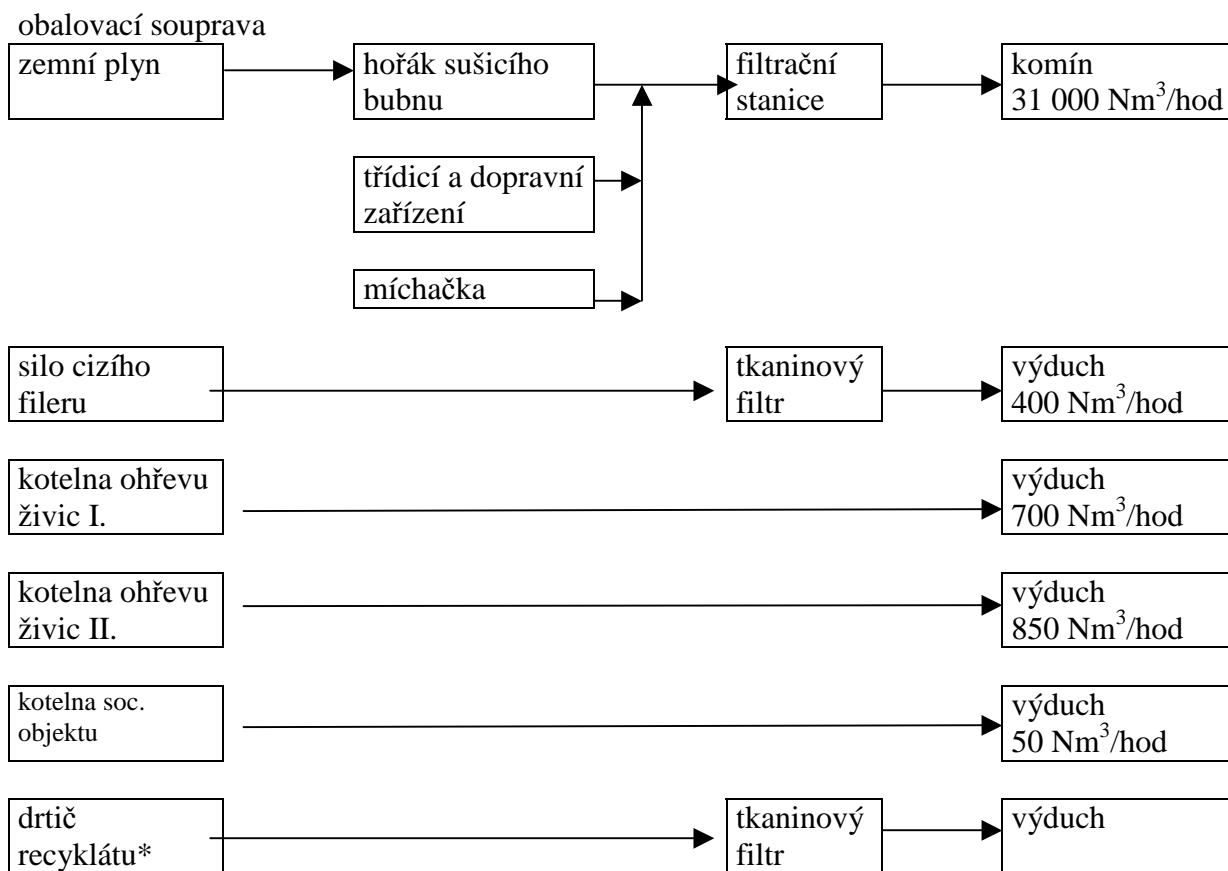 obalovací souprava
zemní plyn
hořák sušicího
bubnu
filtrační
stanice
komín
31 000 Nm³/hod
třídicí a dopravní
zařízení
míchačka
silo cizího
fileru
tkaninový
filtr
výduch
400 Nm³/hod
kotelna ohřevu
živic I.
výduch
700 Nm³/hod
kotelna ohřevu
živic II.
výduch
850 Nm³/hod
kotelna soc.
objektu
výduch
50 Nm³/hod
drtič
recyklátu*
tkaninový
filtr
výduch